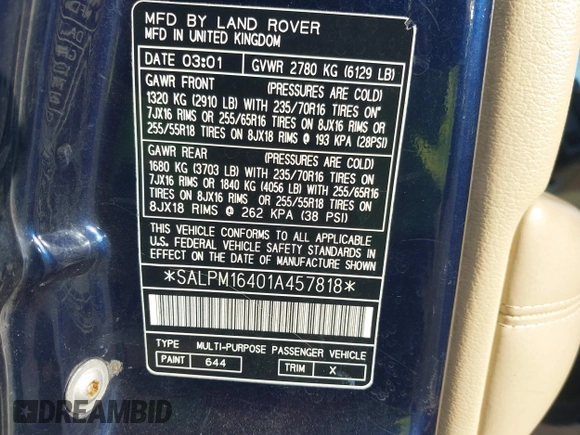 MFD BY LAND ROVER
MFD IN UNITED KINGDOM
DATE 03:01 GVWR 2780 KG (6129 LB)
GAWR FRONT (PRESSURES ARE COLD)
1320 KG (2910 LB) WITH 235/70R16 TIRES ON"
7JX16 RIMS OR 255/65R16 TIRES ON 8JX16 RIMS OR
255/55R18 TIRES ON 8JX18 RIMS @ 193 KPA (28PSI)
GAWR REAR (PRESSURES ARE COLD)
1680 KG (3703 LB) WITH 235/70R16 TIRES ON
7JX16 RIMS OR 1840 KG (4056 LB) WITH 255/65R16
TIRES ON 8JX16 RIMS OR 255/55R18 TIRES ON
8JX18 RIMS @ 262 KPA (38 PSI)
THIS VEHICLE CONFORMS TO ALL APPLICABLE
U.S. FEDERAL VEHICLE SAFETY STANDARDS IN
EFFECT ON DATE OF MANUFACTURE SHOWN ABOVE.
*SALPM16401A457818*
TYPE MULTI-PURPOSE PASSENGER VEHICLE
PAINT 644 TRIM X
DREAMBID